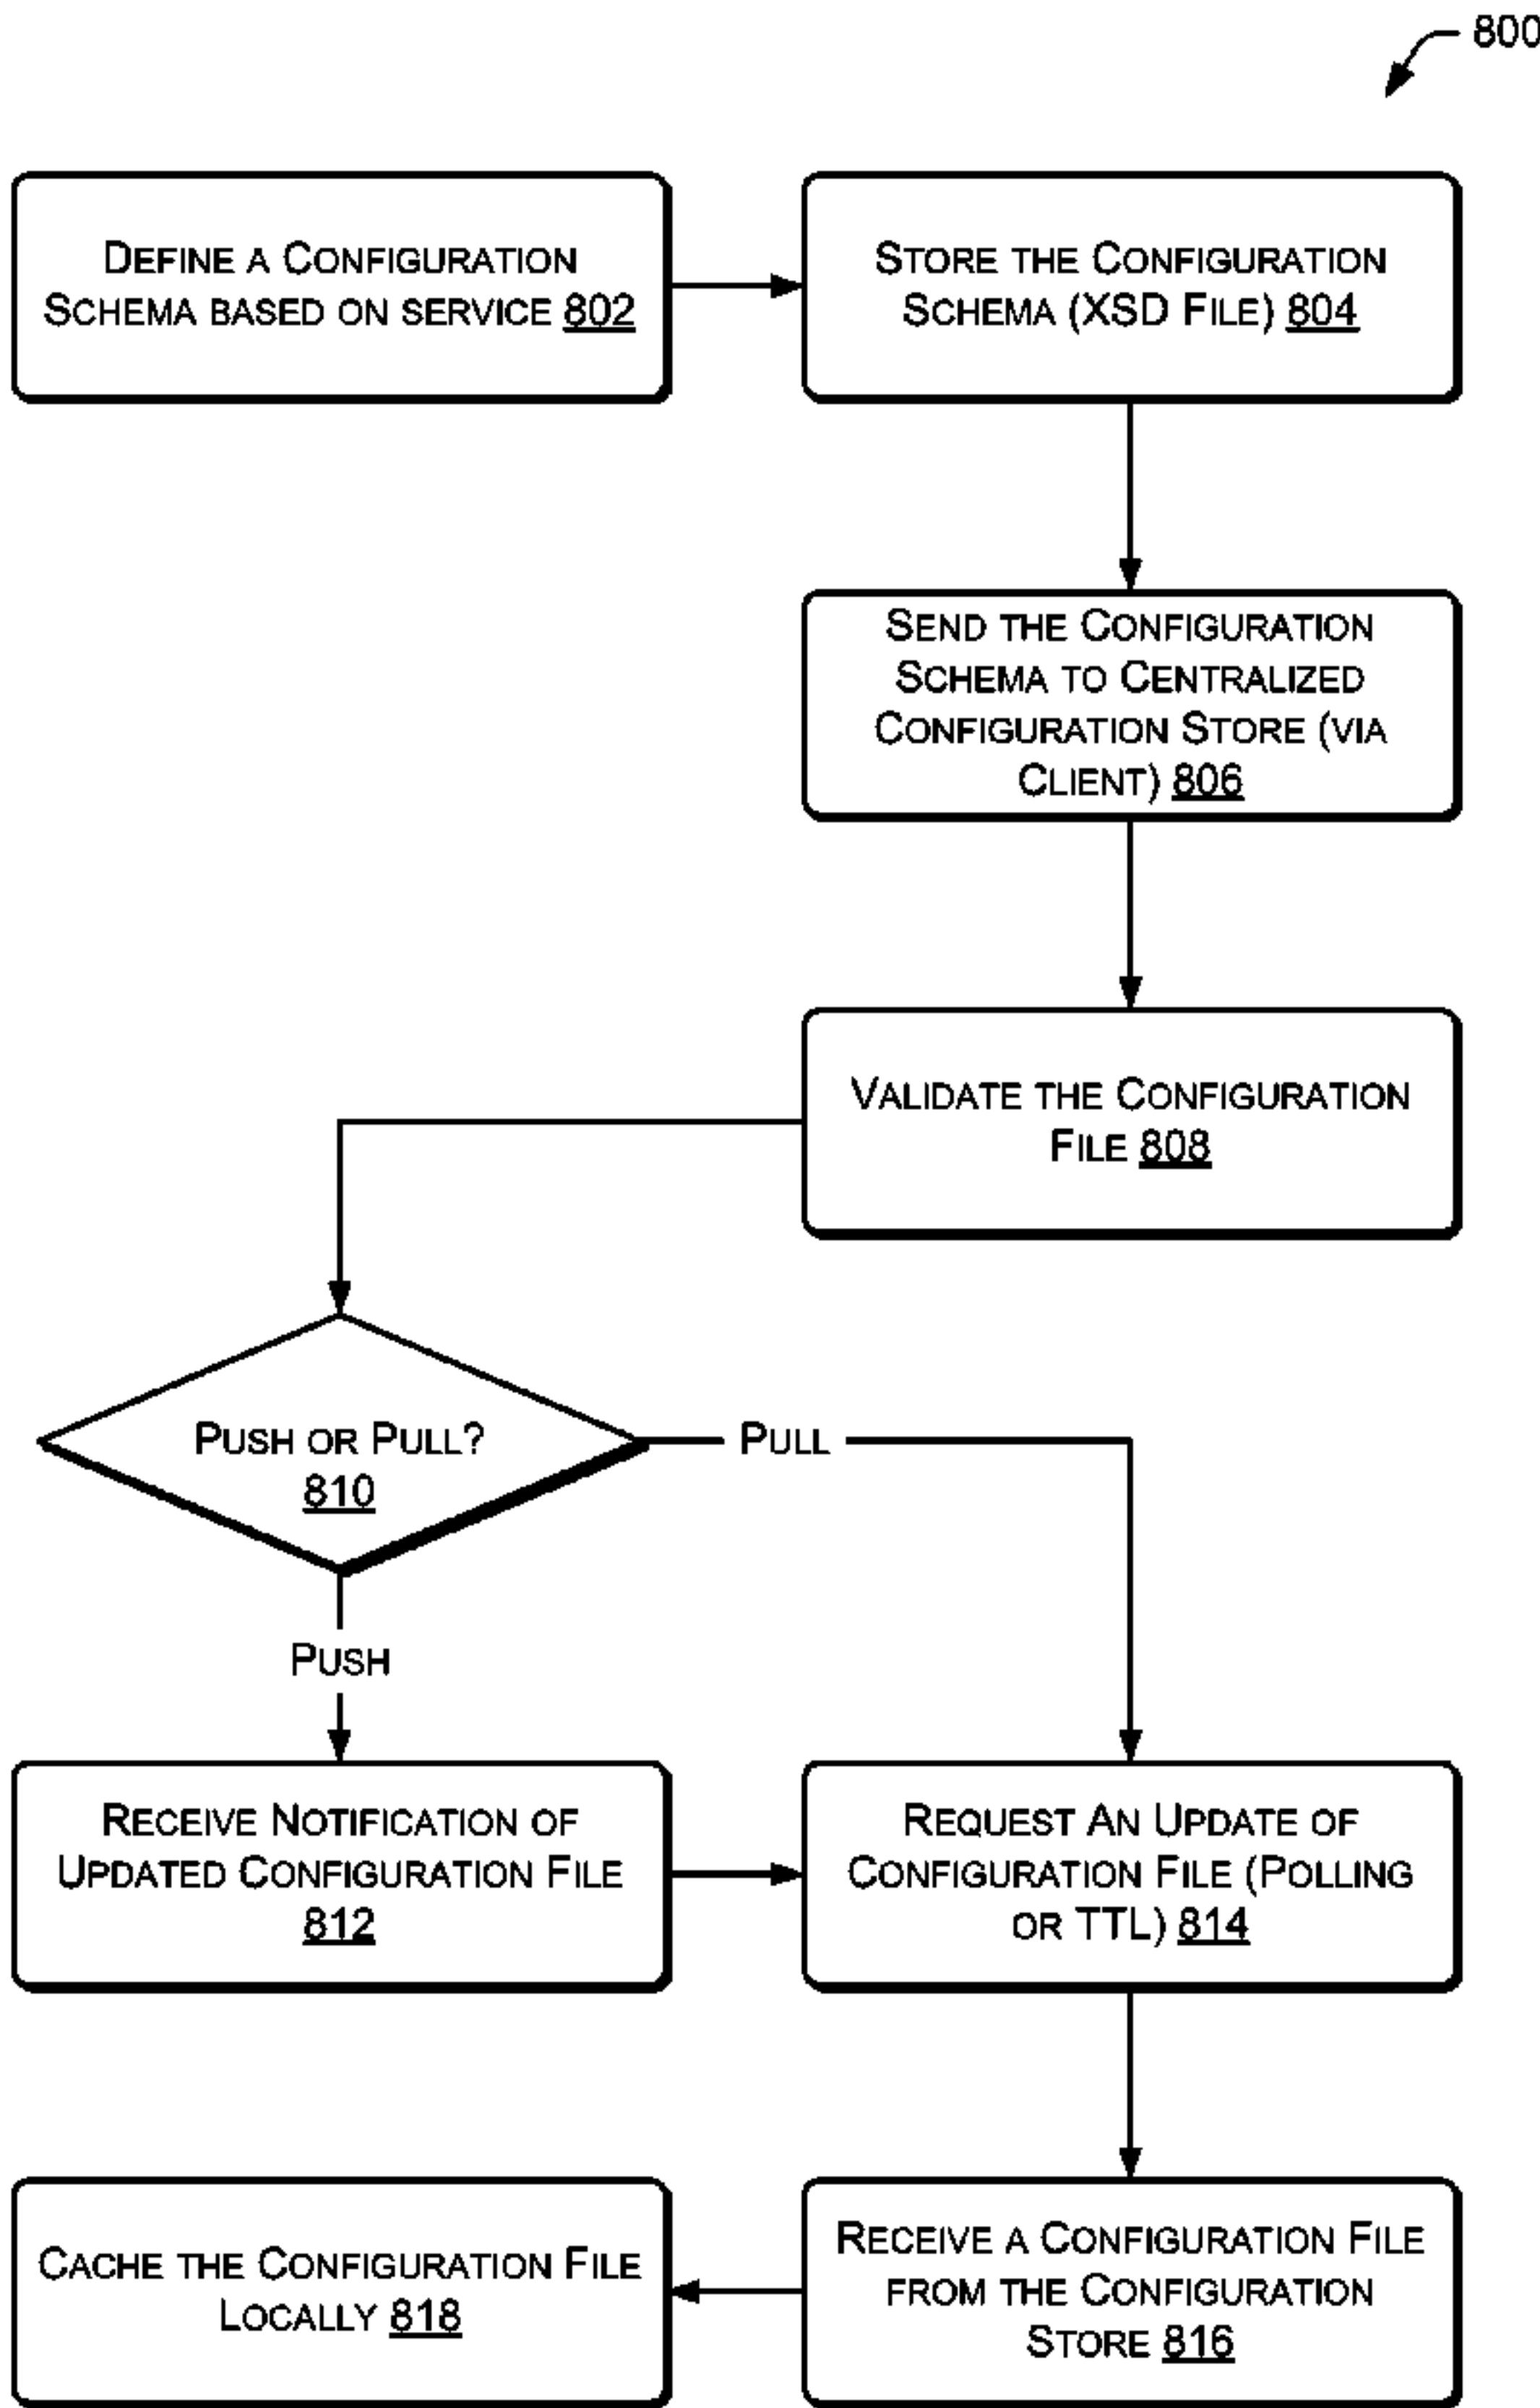 800
DEFINE A CONFIGURATION
SCHEMA BASED ON SERVICE 802
STORE THE CONFIGURATION
SCHEMA (XSD FILE) 804
SEND THE CONFIGURATION
SCHEMA TO CENTRALIZED
CONFIGURATION STORE (VIA
CLIENT) 806
VALIDATE THE CONFIGURATION
FILE 808
PUSH OR PULL?
810
PULL
PUSH
RECEIVE NOTIFICATION OF
UPDATED CONFIGURATION FILE
812
REQUEST AN UPDATE OF
CONFIGURATION FILE (POLLING
OR TTL) 814
RECEIVE A CONFIGURATION FILE
FROM THE CONFIGURATION
STORE 816
CACHE THE CONFIGURATION FILE
LOCALLY 818